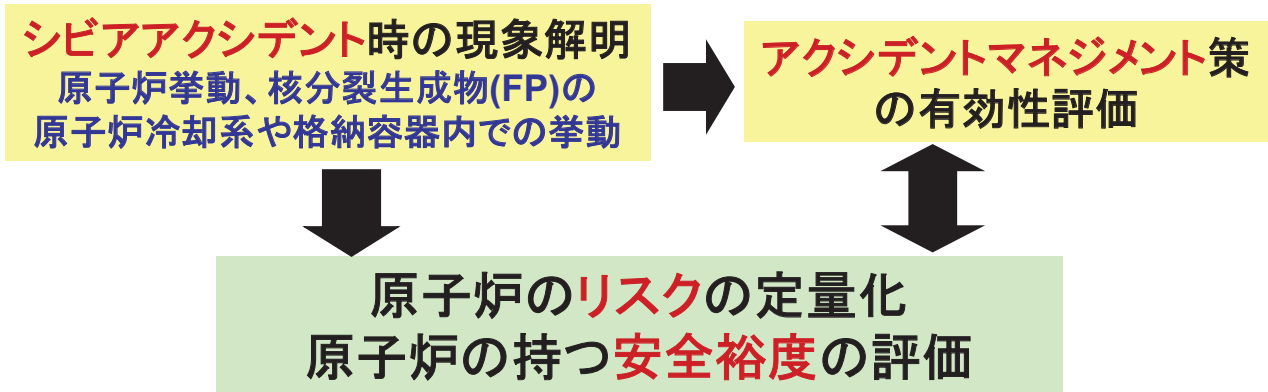 シビアアクシデント時の現象解明
原子炉挙動、核分裂生成物(FP)の
原子炉冷却系や格納容器内での挙動
アクシデントマネジメント策
の有効性評価
原子炉のリスクの定量化
原子炉の持つ安全裕度の評価